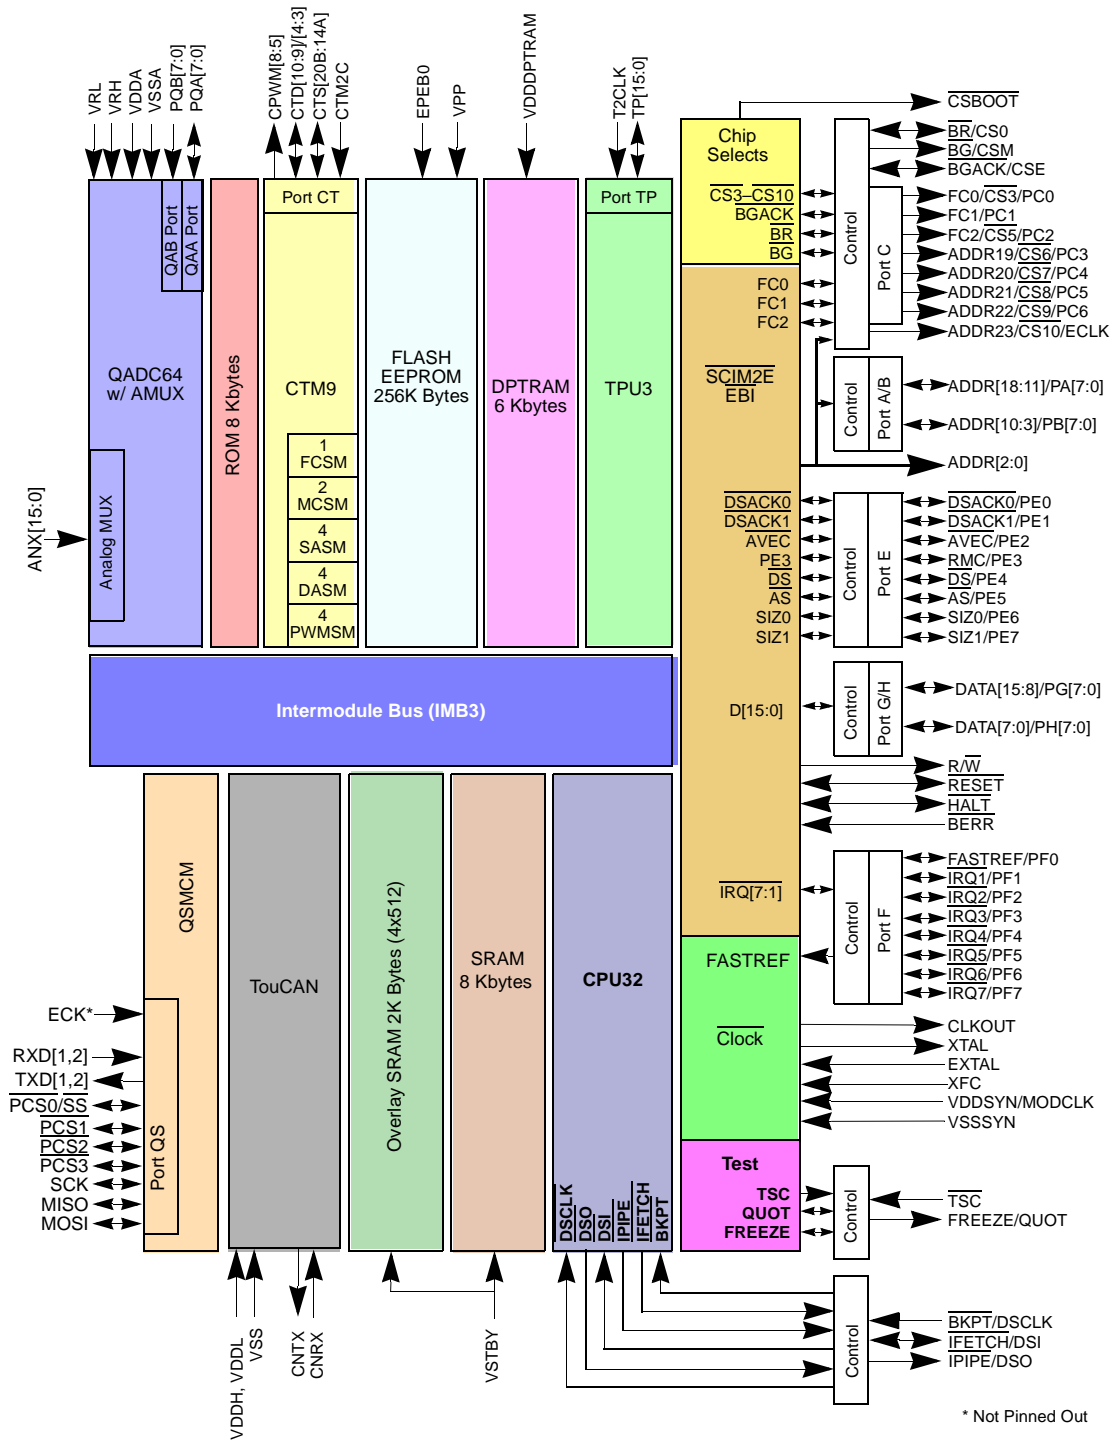 VRL
VRH
VDDA
VSSA
PQB[7:0]
PQA[7:0]
CPWM[8:5]
CTD[10:9]/[4:3]
CTS[20B:14A]
CTM2C
EPEB0
VPP
VDDDPTRAM
T2CLK
TP[15:0]
QAB Port
QAA Port
QADC64
w/ AMUX
Analog MUX
ANX[15:0]
ROM 8 Kbytes
Port CT
CTM9
1
FCSM
2
MCSM
4
SASM
4
DASM
4
PWMSM
FLASH
EEPROM
256K Bytes
DPTRAM
6 Kbytes
Port TP
TPU3
Intermodule Bus (IMB3)
QSMCM
Port QS
ECK*
RXD[1,2]
TXD[1,2]
PCS0/SS
PCS1
PCS2
PCS3
SCK
MISO
MOSI
TouCAN
VDDH, VDDL
VSS
CNTX
CNRX
Overlay SRAM 2K Bytes (4x512)
SRAM
8 Kbytes
VSTBY
CPU32
DSCLK
DSO
DSI
IPIPE
IFETCH
BKPT
Chip
Selects
CS3–CS10
BGACK
BR
BG
FC0
FC1
FC2
SCIM2E
EBI
DSACK0
DSACK1
AVEC
PE3
DS
AS
SIZ0
SIZ1
D[15:0]
IRQ[7:1]
FASTREF
Clock
Test
TSC
QUOT
FREEZE
Control
Port C
CSBOOT
BR/CS0
BG/CSM
BGACK/CSE
FC0/CS3/PC0
FC1/PC1
FC2/CS5/PC2
ADDR19/CS6/PC3
ADDR20/CS7/PC4
ADDR21/CS8/PC5
ADDR22/CS9/PC6
ADDR23/CS10/ECLK
Control
Port A/B
ADDR[18:11]/PA[7:0]
ADDR[10:3]/PB[7:0]
ADDR[2:0]
Control
Port E
DSACK0/PE0
DSACK1/PE1
AVEC/PE2
RMC/PE3
DS/PE4
AS/PE5
SIZ0/PE6
SIZ1/PE7
Control
Port G/H
DATA[15:8]/PG[7:0]
DATA[7:0]/PH[7:0]
R/W
RESET
HALT
BERR
Control
Port F
FASTREF/PF0
IRQ1/PF1
IRQ2/PF2
IRQ3/PF3
IRQ4/PF4
IRQ5/PF5
IRQ6/PF6
IRQ7/PF7
CLKOUT
XTAL
EXTAL
XFC
VDDSYN/MODCLK
VSSSYN
Control
TSC
FREEZE/QUOT
Control
BKPT/DSCLK
IFETCH/DSI
IPIPE/DSO
* Not Pinned Out